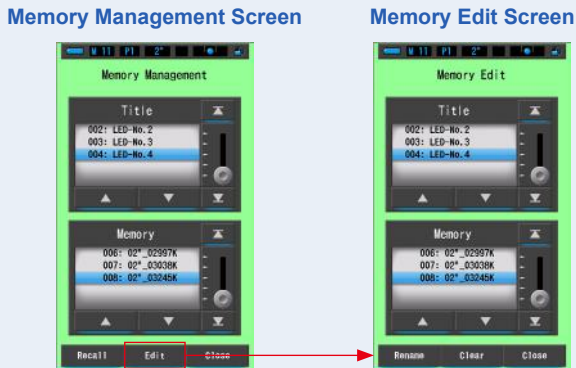 Memory Management Screen
Memory Edit Screen
M 11 P1 2°
Memory Management
Title
002: LED-No.2
003: LED-No.3
004: LED-No.4
Memory
006: 02°_02997K
007: 02°_03038K
008: 02°_03245K
Recall Edit Close
M 11 P1 2°
Memory Edit
Title
002: LED-No.2
003: LED-No.3
004: LED-No.4
Memory
006: 02°_02997K
007: 02°_03038K
008: 02°_03245K
Rename Clear Close